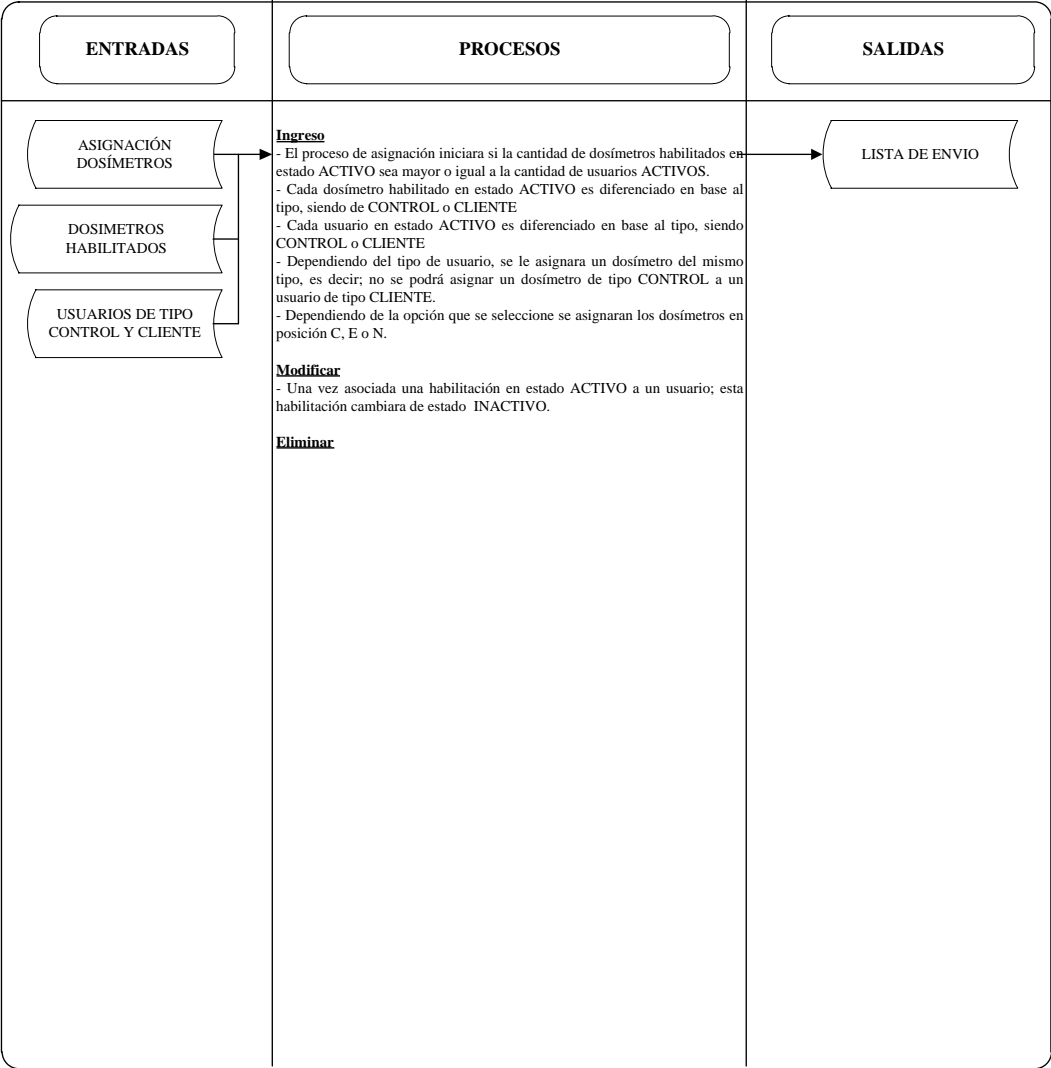 ENTRADAS
PROCESOS
SALIDAS
ASIGNACIÓN
DOSÍMETROS
DOSIMETROS
HABILITADOS
USUARIOS DE TIPO
CONTROL Y CLIENTE
Ingreso
- El proceso de asignación iniciara si la cantidad de dosímetros habilitados en
estado ACTIVO sea mayor o igual a la cantidad de usuarios ACTIVOS.
- Cada dosímetro habilitado en estado ACTIVO es diferenciado en base al
tipo, siendo de CONTROL o CLIENTE
- Cada usuario en estado ACTIVO es diferenciado en base al tipo, siendo
CONTROL o CLIENTE
- Dependiendo del tipo de usuario, se le asignara un dosímetro del mismo
tipo, es decir; no se podrá asignar un dosímetro de tipo CONTROL a un
usuario de tipo CLIENTE.
- Dependiendo de la opción que se seleccione se asignaran los dosímetros en
posición C, E o N.
Modificar
- Una vez asociada una habilitación en estado ACTIVO a un usuario; esta
habilitación cambiara de estado INACTIVO.
Eliminar
LISTA DE ENVIO